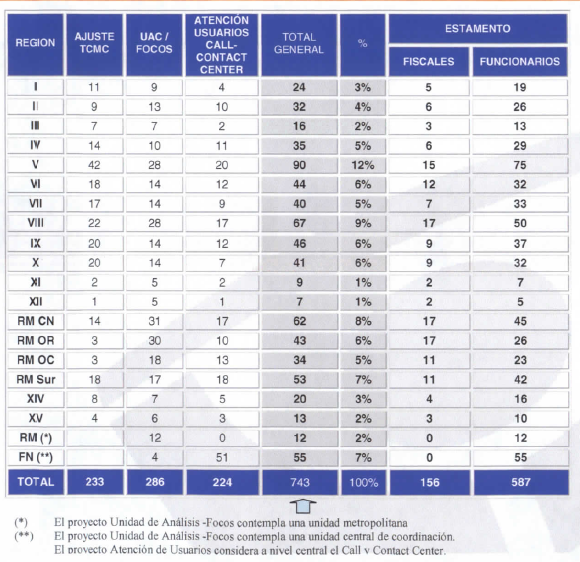 REGION AJUSTE TCMC UAC / FOCOS ATENCIÓN USUARIOS CALL-CONTACT CENTER TOTAL GENERAL % ESTAMENTO
FISCALES FUNCIONARIOS
I 11 9 4 24 3% 5 19
II 9 13 10 32 4% 6 26
III 7 7 2 16 2% 3 13
IV 14 10 11 35 5% 6 29
V 42 28 20 90 12% 15 75
VI 18 14 12 44 6% 12 32
VII 17 14 9 40 5% 7 33
VIII 22 28 17 67 9% 17 50
IX 20 14 12 46 6% 9 37
X 20 14 7 41 6% 9 32
XI 2 5 2 9 1% 2 7
XII 1 5 1 7 1% 2 5
RM CN 14 31 17 62 8% 17 45
RM OR 3 30 10 43 6% 17 26
RM OC 3 18 13 34 5% 11 23
RM Sur 18 17 18 53 7% 11 42
XIV 8 7 5 20 3% 4 16
XV 4 6 3 13 2% 3 10
RM (*) 12 0 12 2% 0 12
FN (**) 4 51 55 7% 0 55
TOTAL 233 286 224 743 100% 156 587
(*) El proyecto Unidad de Análisis -Focos contempla una unidad metropolitana
(**) El proyecto Unidad de Análisis -Focos contempla una unidad central de coordinación.
El proyecto Atención de Usuarios considera a nivel central el Call y Contact Center.